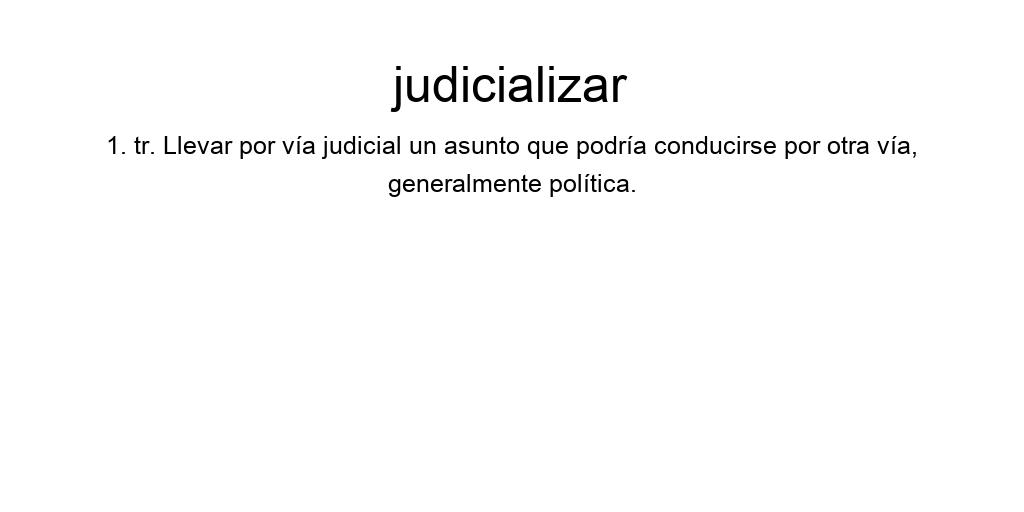 judicializar
1. tr. Llevar por vía judicial un asunto que podría conducirse por otra vía,
generalmente política.